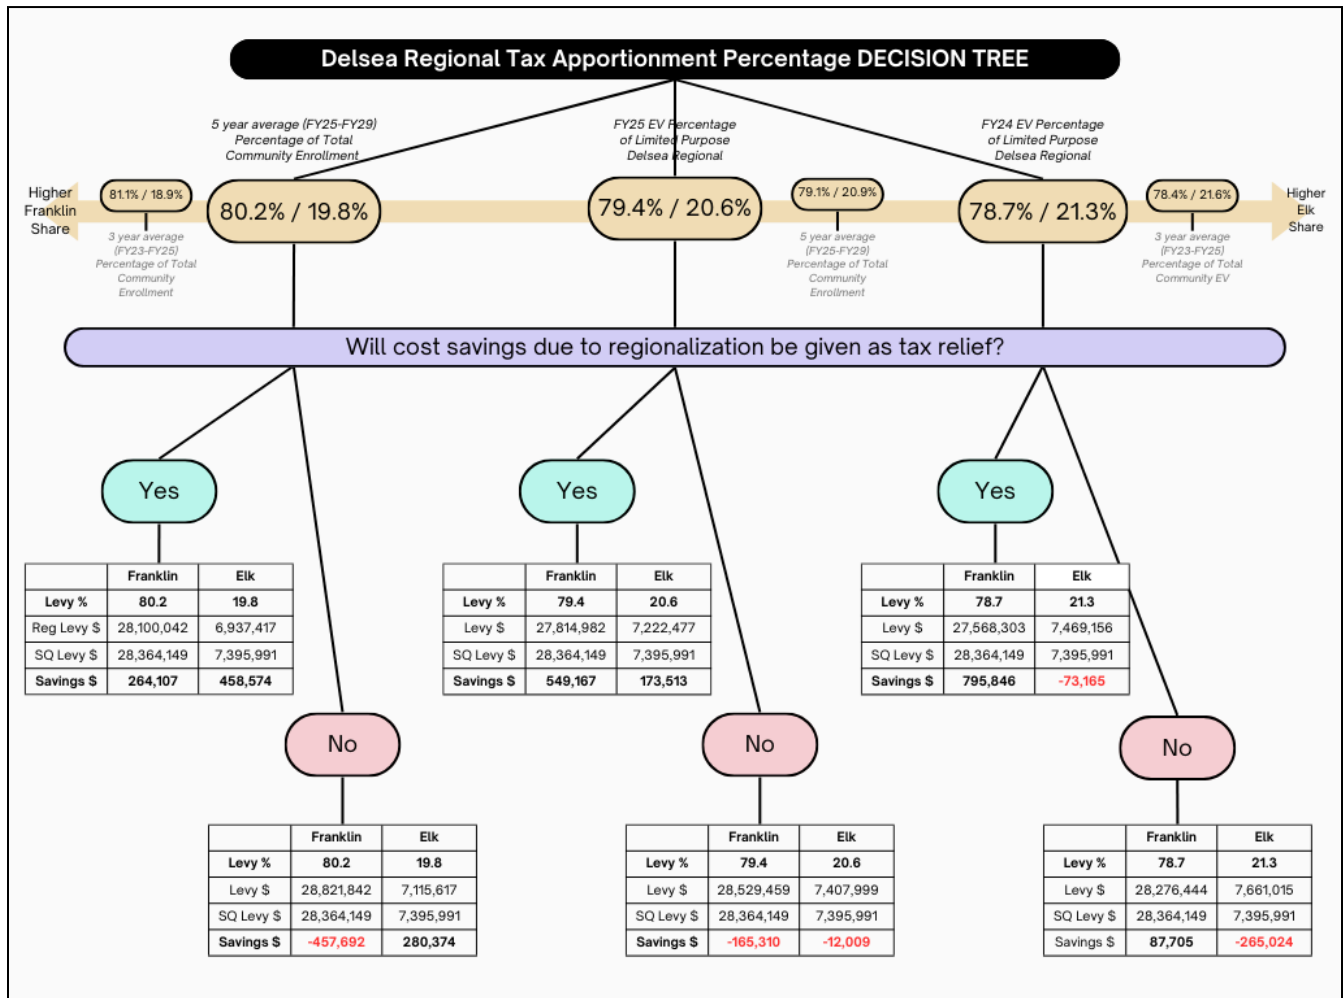 Delsea Regional Tax Apportionment Percentage DECISION TREE
5 year average (FY25-FY29)
Percentage of Total
Community Enrollment
FY25 EV Percentage
of Limited Purpose
Delsea Regional
FY24 EV Percentage
of Limited Purpose
Delsea Regional
Higher
Franklin
Share
81.1% / 18.9%
3 year average
(FY23-FY25)
Percentage of Total
Community
Enrollment
80.2% / 19.8%
79.4% / 20.6%
79.1% / 20.9%
5 year average
(FY25-FY29)
Percentage of Total
Community
Enrollment
78.7% / 21.3%
78.4% / 21.6%
3 year average
(FY23-FY25)
Percentage of Total
Community EV
Higher
Elk
Share
Will cost savings due to regionalization be given as tax relief?
Yes
Franklin Elk
Levy % 80.2 19.8
Reg Levy $ 28,100,042 6,937,417
SQ Levy $ 28,364,149 7,395,991
Savings $ 264,107 458,574
Yes
Franklin Elk
Levy % 79.4 20.6
Levy $ 27,814,982 7,222,477
SQ Levy $ 28,364,149 7,395,991
Savings $ 549,167 173,513
Yes
Franklin Elk
Levy % 78.7 21.3
Levy $ 27,568,303 7,469,156
SQ Levy $ 28,364,149 7,395,991
Savings $ 795,846 -73,165
No
Franklin Elk
Levy % 80.2 19.8
Levy $ 28,821,842 7,115,617
SQ Levy $ 28,364,149 7,395,991
Savings $ -457,692 280,374
No
Franklin Elk
Levy % 79.4 20.6
Levy $ 28,529,459 7,407,999
SQ Levy $ 28,364,149 7,395,991
Savings $ -165,310 -12,009
No
Franklin Elk
Levy % 78.7 21.3
Levy $ 28,276,444 7,661,015
SQ Levy $ 28,364,149 7,395,991
Savings $ 87,705 -265,024